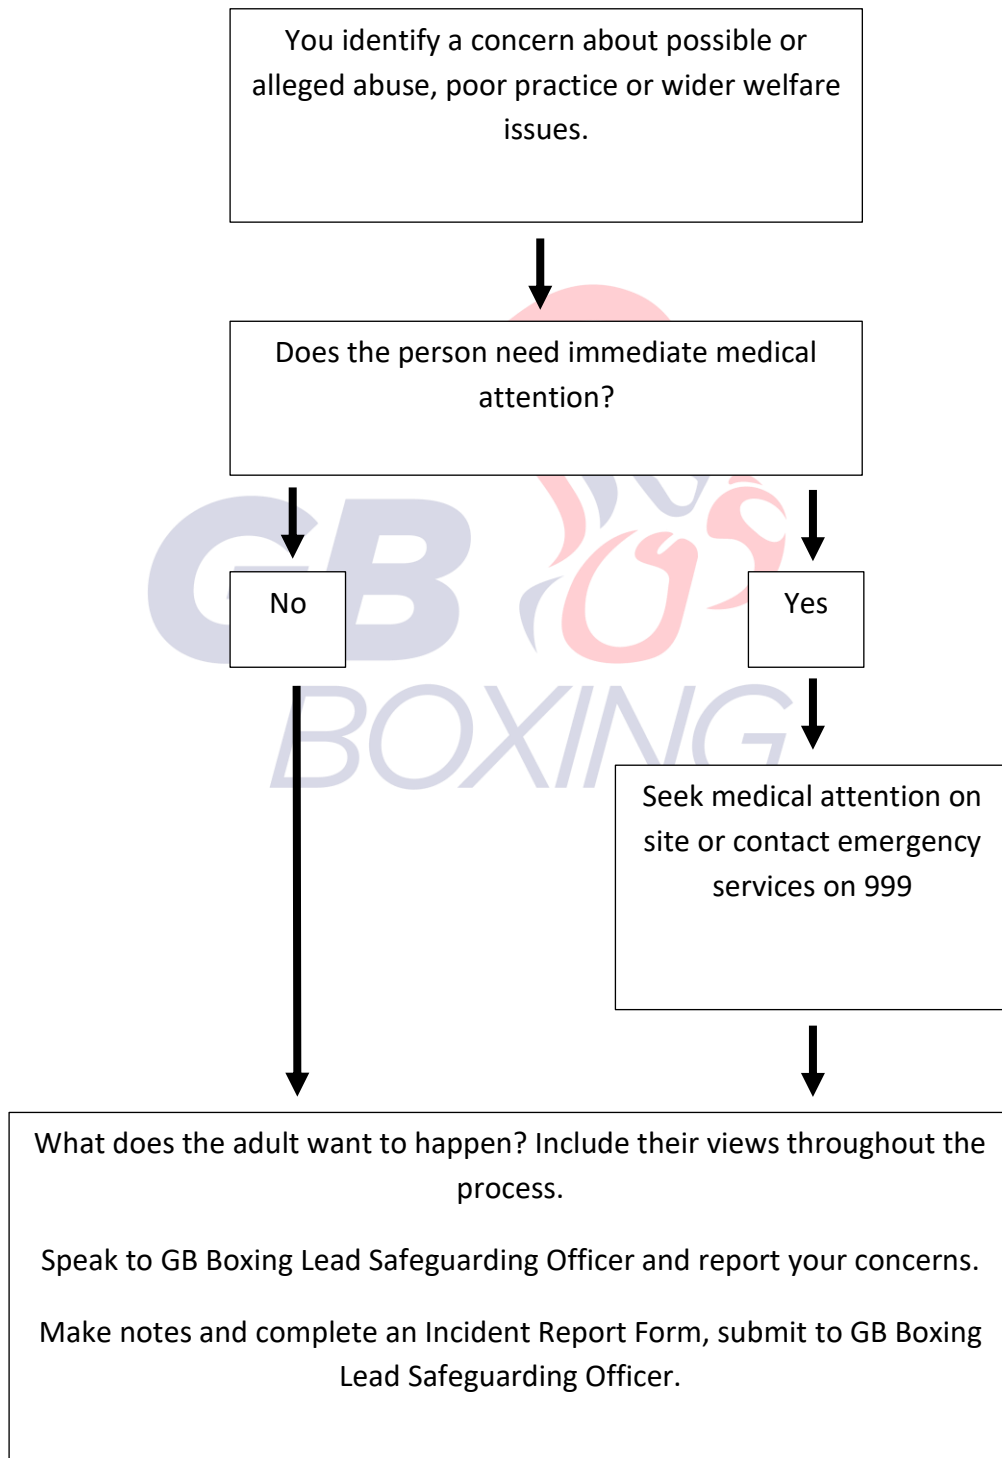 You identify a concern about possible or
alleged abuse, poor practice or wider welfare
issues.
Does the person need immediate medical
attention?
GB
BOXING
No
Yes
Seek medical attention on
site or contact emergency
services on 999
What does the adult want to happen? Include their views throughout the
process.
Speak to GB Boxing Lead Safeguarding Officer and report your concerns.
Make notes and complete an Incident Report Form, submit to GB Boxing
Lead Safeguarding Officer.